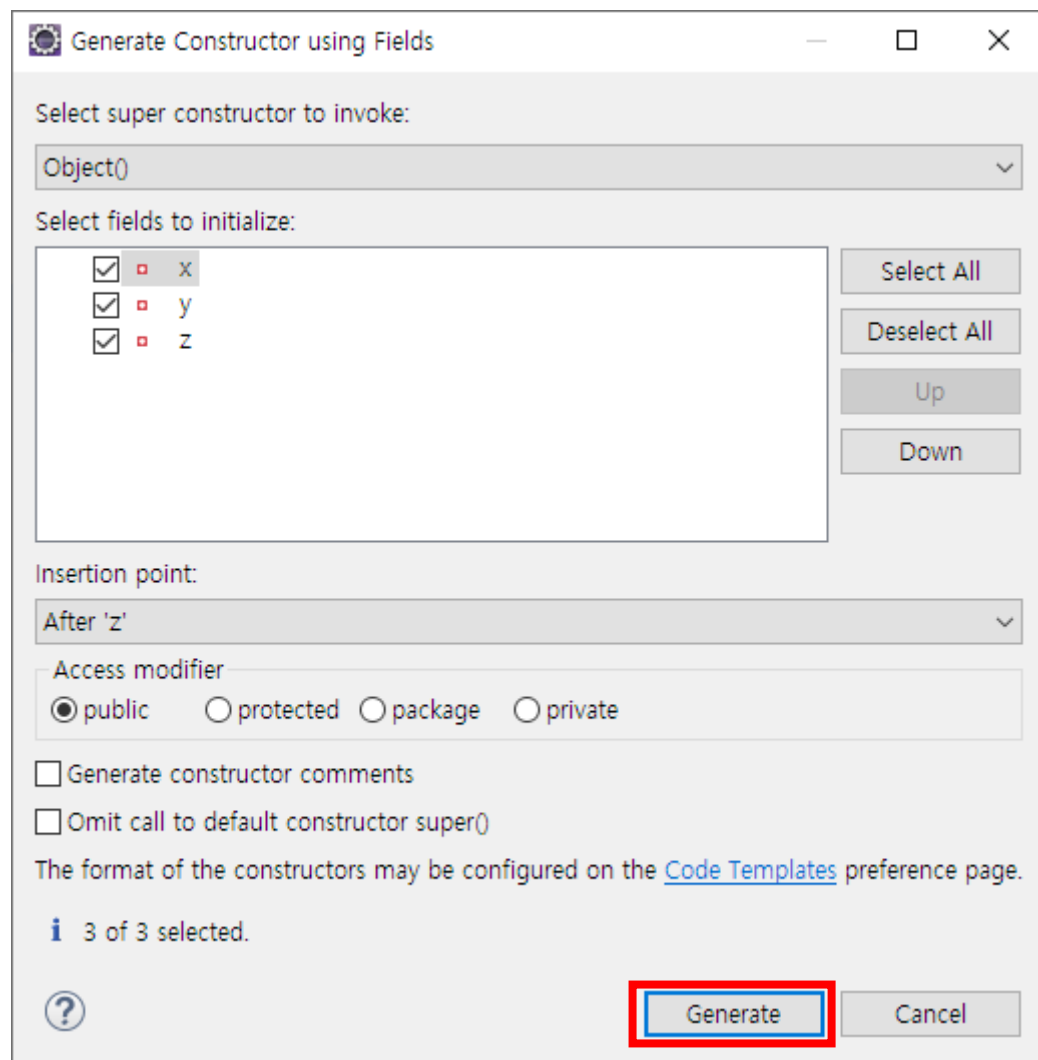 Generate Constructor using Fields
Select super constructor to invoke:
Object()
Select fields to initialize:
x
y
z
Select All
Deselect All
Up
Down
Insertion point:
After 'z'
Access modifier
public protected package private
Generate constructor comments
Omit call to default constructor super()
The format of the constructors may be configured on the Code Templates preference page.
3 of 3 selected.
Generate Cancel